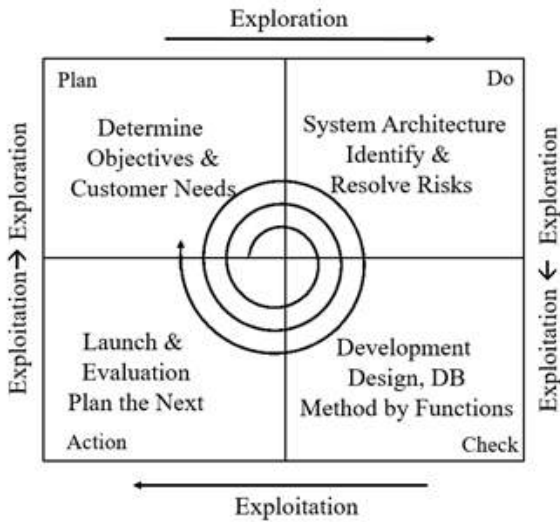 Exploration
Plan
Do
Determine
Objectives &
Customer Needs
System Architecture
Identify &
Resolve Risks
Exploitation→ Exploration
Exploitation ← Exploration
Launch &
Evaluation
Plan the Next
Development
Design, DB
Method by Functions
Action
Check
Exploitation